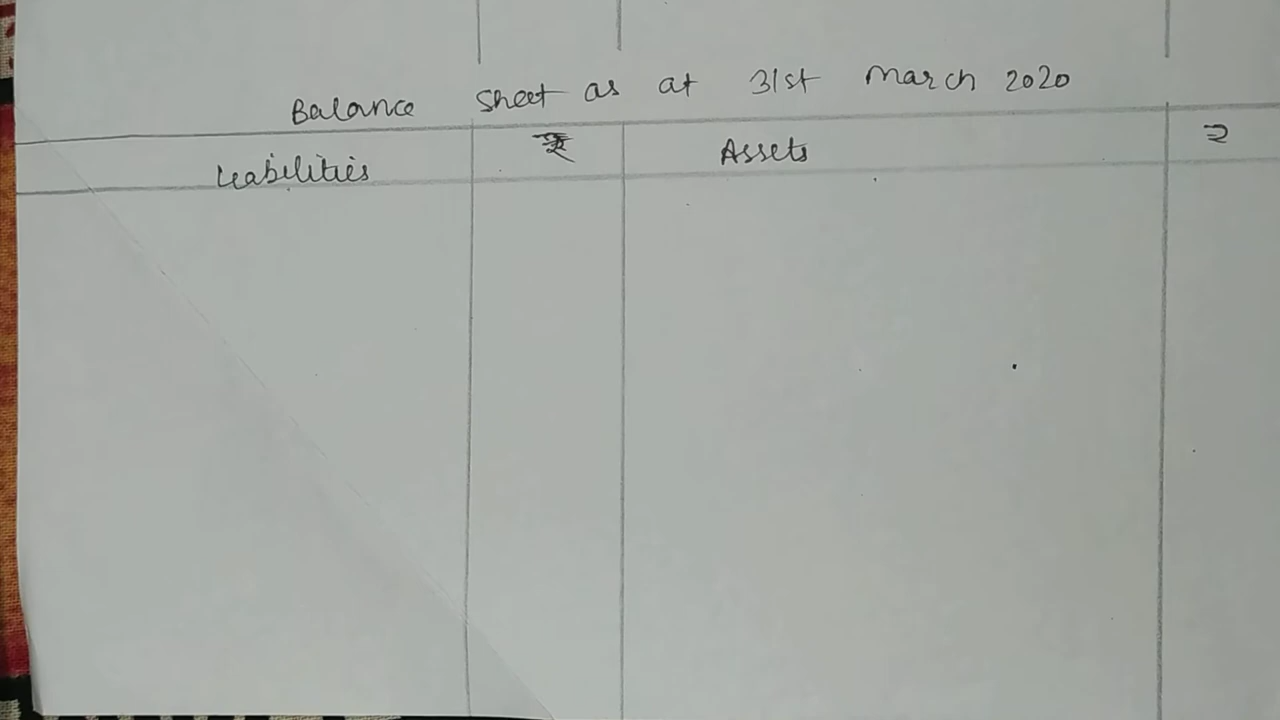 Balance Sheet as at 31st March 2020
Liabilities ₹ Assets ₹